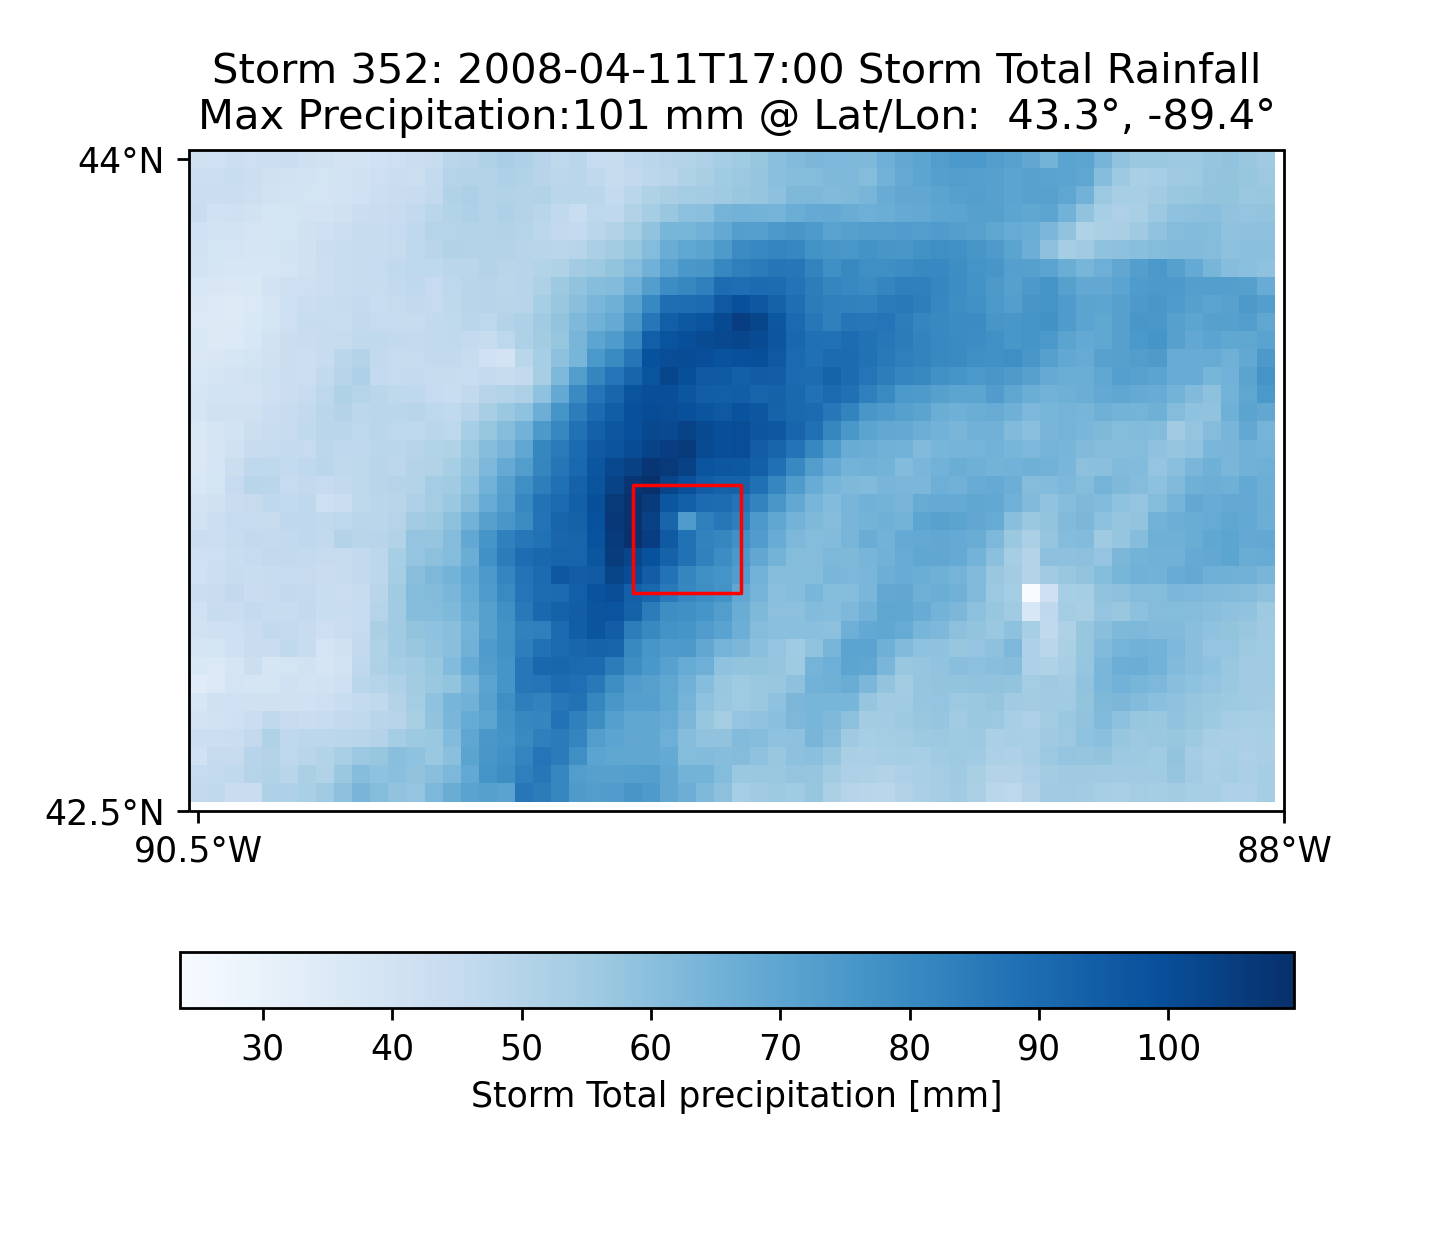 Storm 352: 2008-04-11T17:00 Storm Total Rainfall
Max Precipitation:101 mm @ Lat/Lon:  43.3°, -89.4°
44°N
42.5°N
90.5°W 88°W
30 40 50 60 70 80 90 100
Storm Total precipitation [mm]